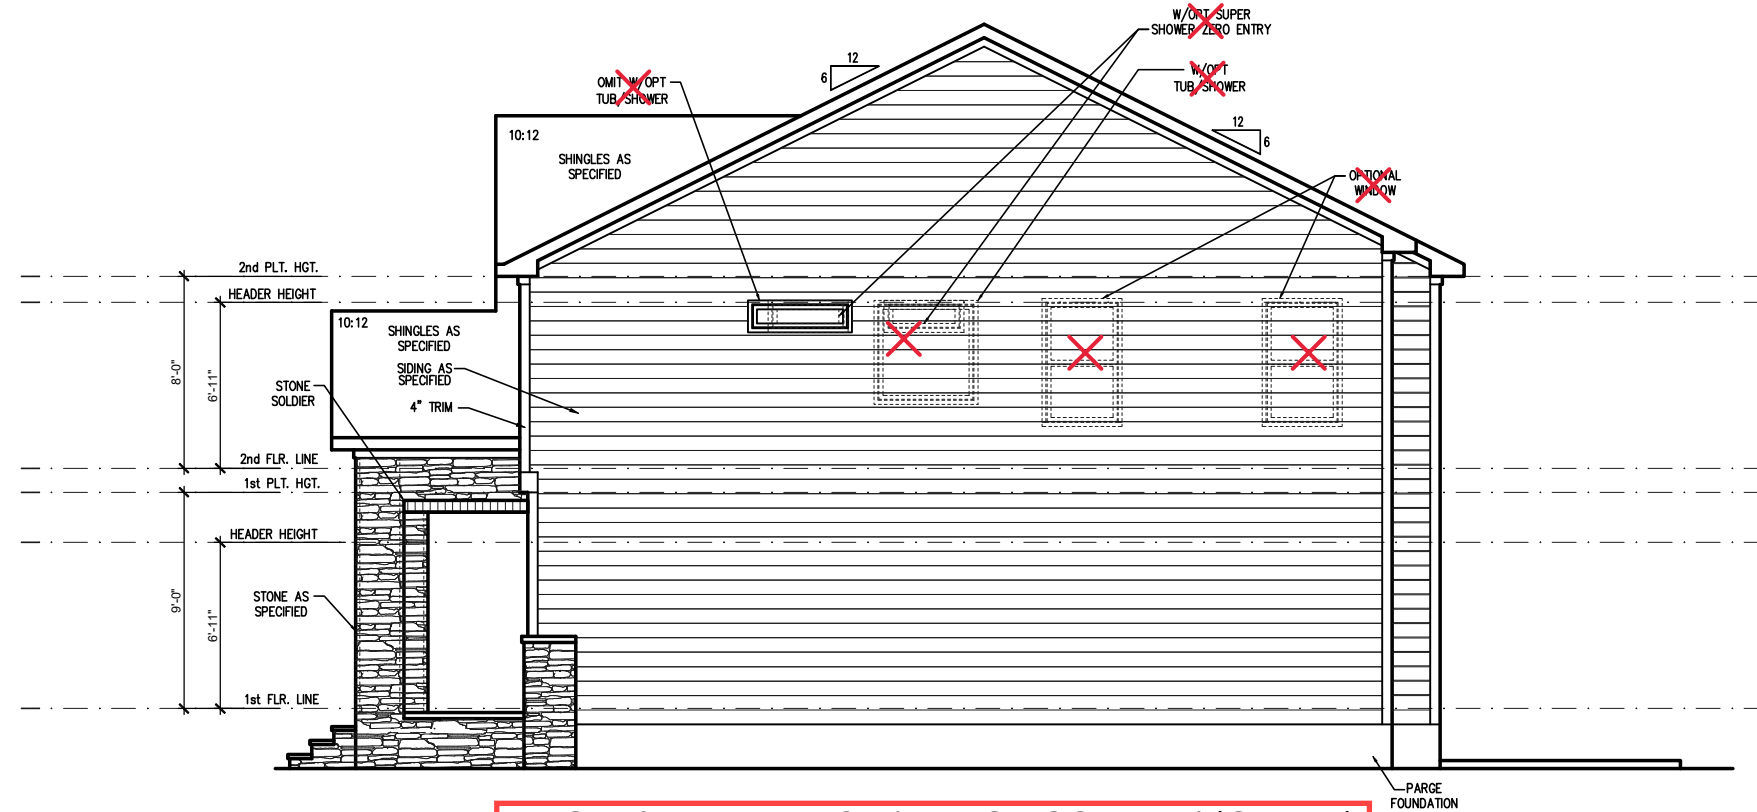 W/OPT SUPER
SHOWER ZERO ENTRY
12
6
OMIT W/OPT
TUB/SHOWER
W/OPT
TUB/SHOWER
12
6
10:12
SHINGLES AS
SPECIFIED
OPTIONAL
WINDOW
2nd PLT. HGT.
HEADER HEIGHT
10:12
SHINGLES AS
SPECIFIED
8'-0"
6'-11"
SIDING AS
SPECIFIED
STONE
SOLDIER
4" TRIM
2nd FLR. LINE
1st PLT. HGT.
HEADER HEIGHT
9'-0"
6'-11"
STONE AS
SPECIFIED
1st FLR. LINE
PARGE
FOUNDATION